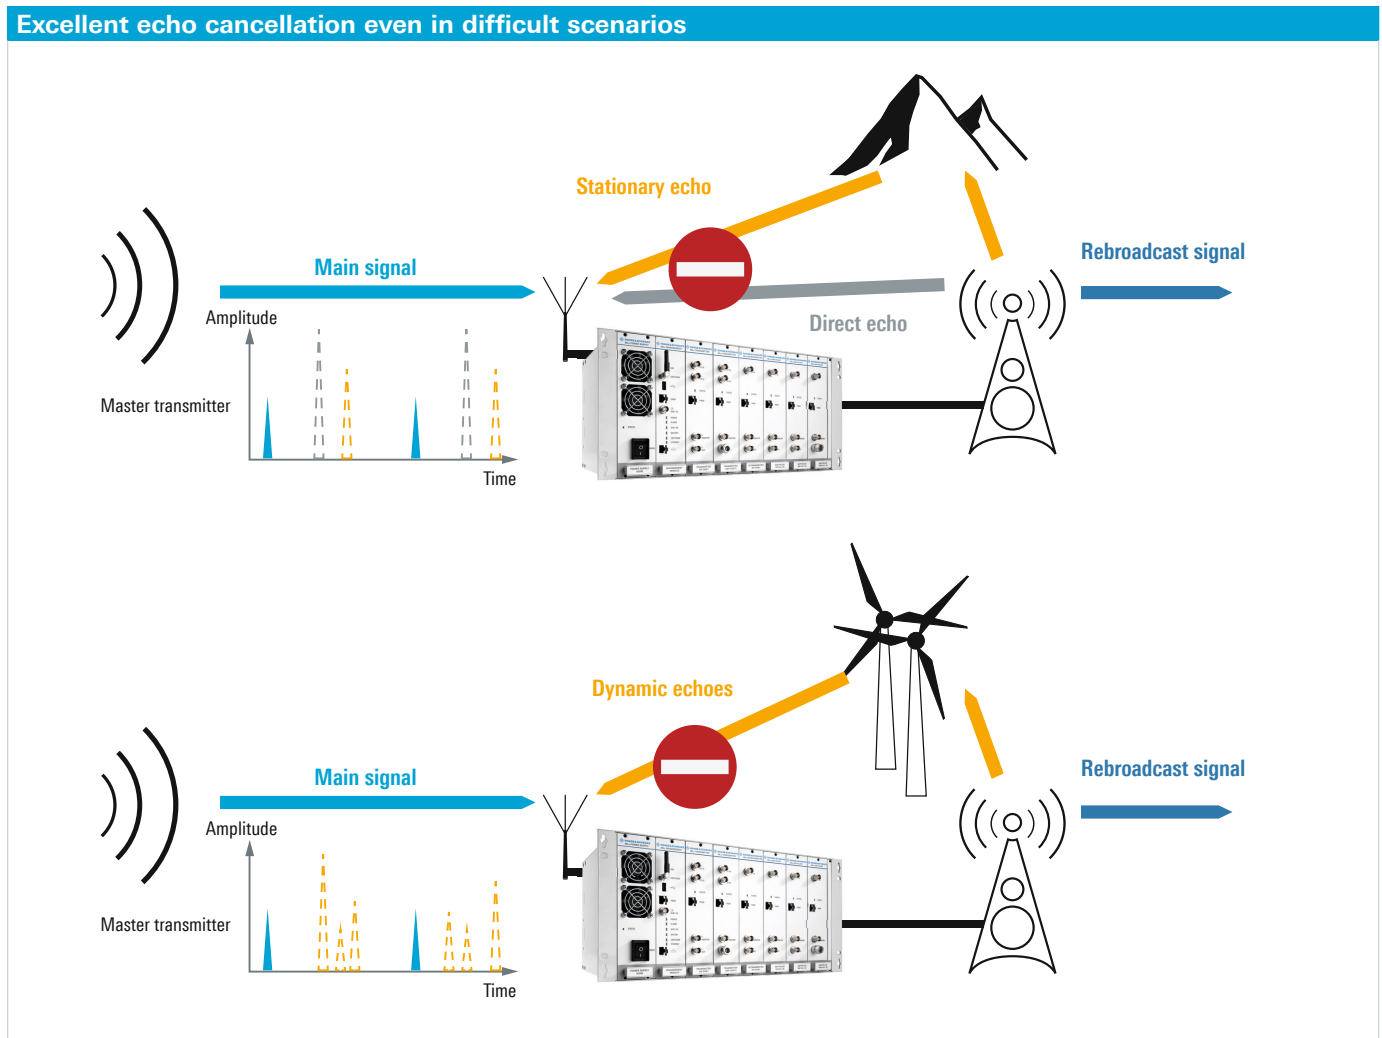 Excellent echo cancellation even in difficult scenarios
Stationary echo
Main signal
Rebroadcast signal
Direct echo
Amplitude
Master transmitter
Time
Dynamic echoes
Main signal
Rebroadcast signal
Amplitude
Master transmitter
Time